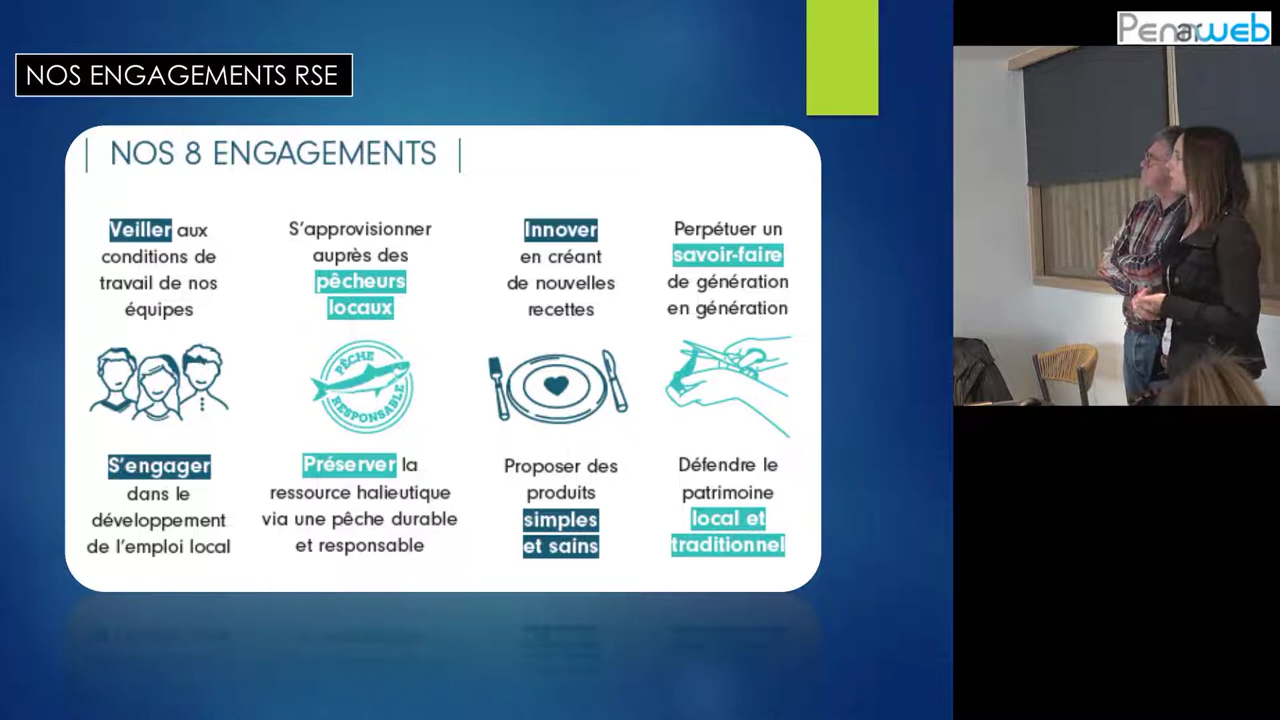 Penarweb
NOS ENGAGEMENTS RSE
NOS 8 ENGAGEMENTS
Veiller aux
conditions de
travail de nos
équipes
S'approvisionner
auprès des
pêcheurs
locaux
Innover
en créant
de nouvelles
recettes
Perpétuer un
savoir-faire
de génération
en génération
PÊCHE
RESPONSABLE
S'engager
dans le
développement
de l'emploi local
Préserver la
ressource halieutique
via une pêche durable
et responsable
Proposer des
produits
simples
et sains
Défendre le
patrimoine
local et
traditionnel